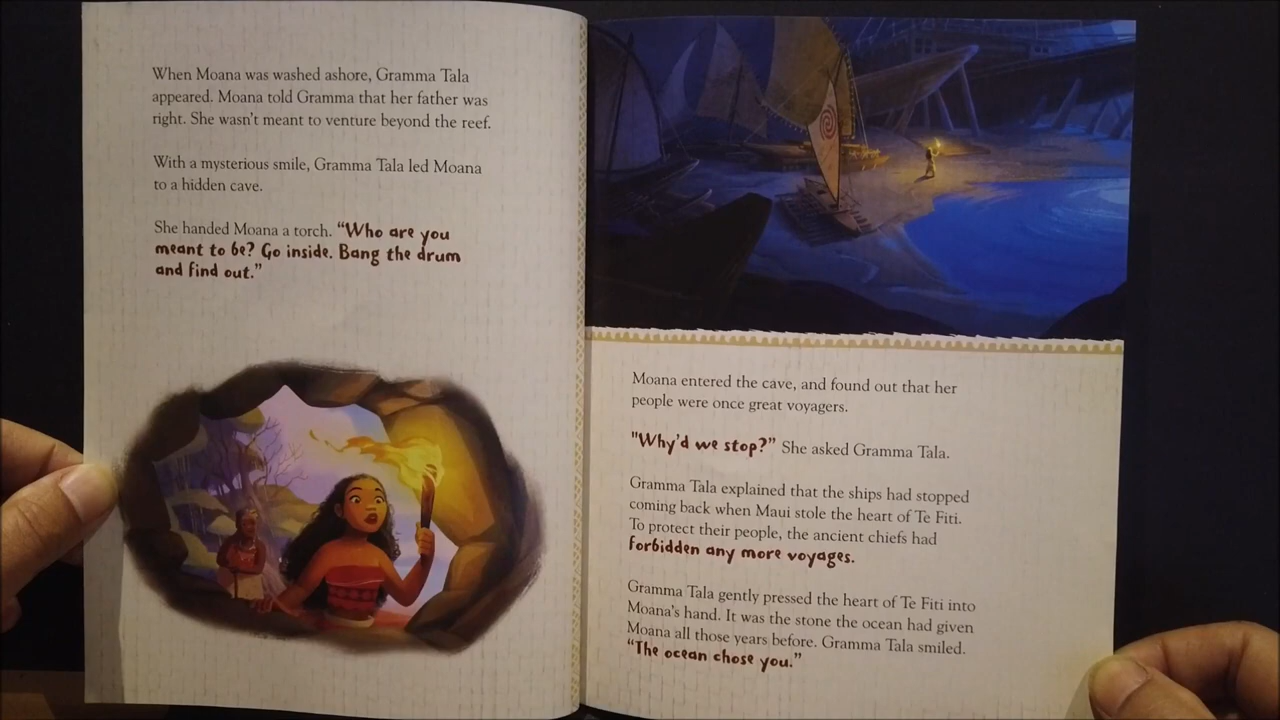 When Moana was washed ashore, Gramma Tala
appeared. Moana told Gramma that her father was
right. She wasn't meant to venture beyond the reef.
With a mysterious smile, Gramma Tala led Moana
to a hidden cave.
She handed Moana a torch. “Who are you
meant to be? Go inside. Bang the drum
and find out.”
Moana entered the cave, and found out that her
people were once great voyagers.
"Why'd we stop?” She asked Gramma Tala.
Gramma Tala explained that the ships had stopped
coming back when Maui stole the heart of Te Fiti.
To protect their people, the ancient chiefs had
forbidden any more voyages.
Gramma Tala gently pressed the heart of Te Fiti into
Moana's hand. It was the stone the ocean had given
Moana all those years before. Gramma Tala smiled.
“The ocean chose you.”